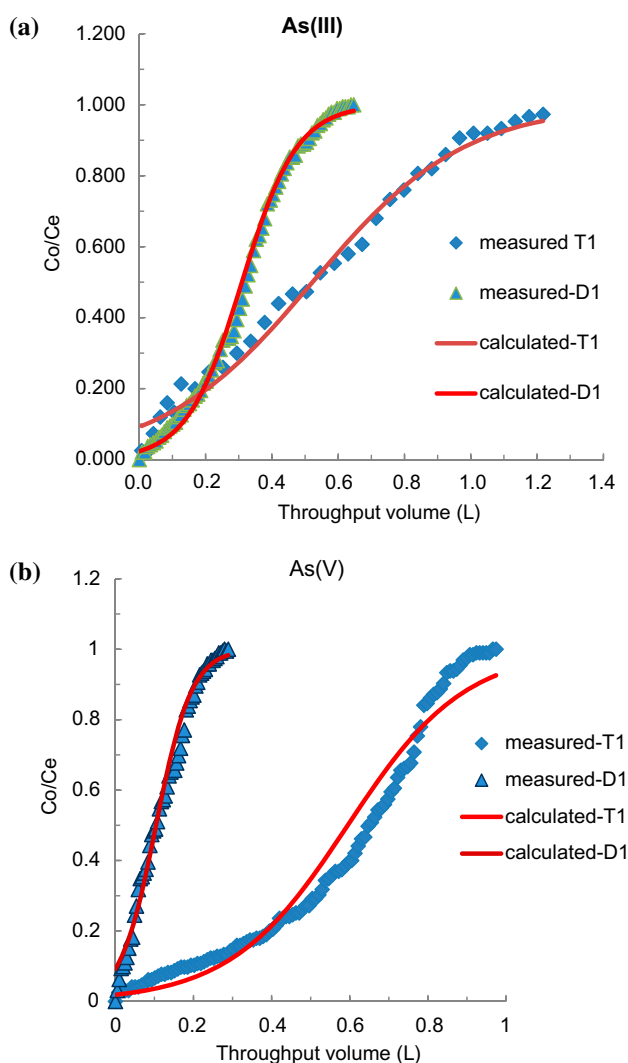 (a)
As(III)
1.200
1.000
0.800
0.600
0.400
0.200
0.000
Co/Ce
measured T1
measured-D1
calculated-T1
calculated-D1
0.0 0.2 0.4 0.6 0.8 1.0 1.2 1.4
Throughput volume (L)
(b)
As(V)
1.2
1
0.8
0.6
0.4
0.2
0
Co/Ce
measured-T1
measured-D1
calculated-T1
calculated-D1
0 0.2 0.4 0.6 0.8 1
Throughput volume (L)